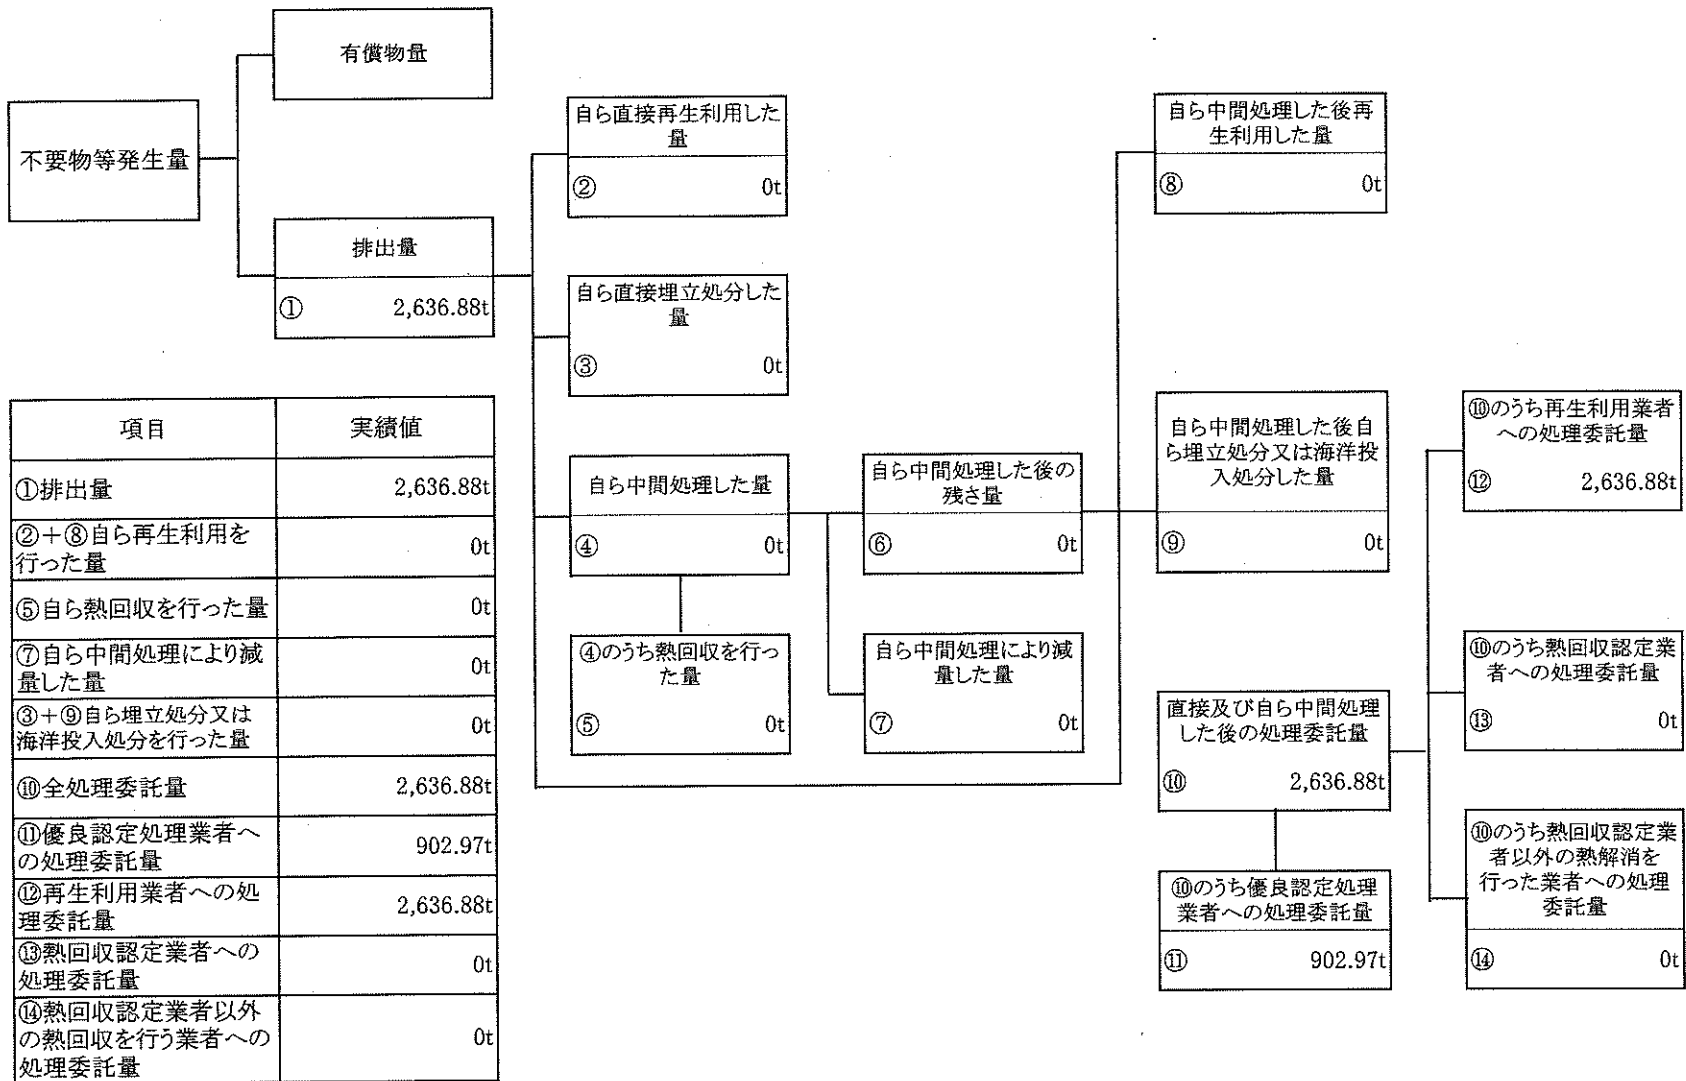 有償物量
不要物等発生量
排出量
① 2,636.88t
自ら直接再生利用した
量
② 0t
自ら直接埋立処分した
量
③ 0t
自ら中間処理した量
④ 0t
④のうち熱回収を行っ
た量
⑤ 0t
自ら中間処理した後の
残さ量
⑥ 0t
自ら中間処理により減
量した量
⑦ 0t
自ら中間処理した後再
生利用した量
⑧ 0t
自ら中間処理した後自
ら埋立処分又は海洋投
入処分した量
⑨ 0t
直接及び自ら中間処理
した後の処理委託量
⑩ 2,636.88t
⑩のうち優良認定処理
業者への処理委託量
⑪ 902.97t
⑩のうち再生利用業者
への処理委託量
⑫ 2,636.88t
⑩のうち熱回収認定業
者への処理委託量
⑬ 0t
⑩のうち熱回収認定業
者以外の熱解消を
行った業者への処理
委託量
⑭ 0t
項目 実績値
①排出量 2,636.88t
②+⑧自ら再生利用を
行った量 0t
⑤自ら熱回収を行った量 0t
⑦自ら中間処理により減
量した量 0t
③+⑨自ら埋立処分又は
海洋投入処分を行った量 0t
⑩全処理委託量 2,636.88t
⑪優良認定処理業者へ
の処理委託量 902.97t
⑫再生利用業者への処
理委託量 2,636.88t
⑬熱回収認定業者への
処理委託量 0t
⑭熱回収認定業者以外
の熱回収を行う業者への
処理委託量 0t